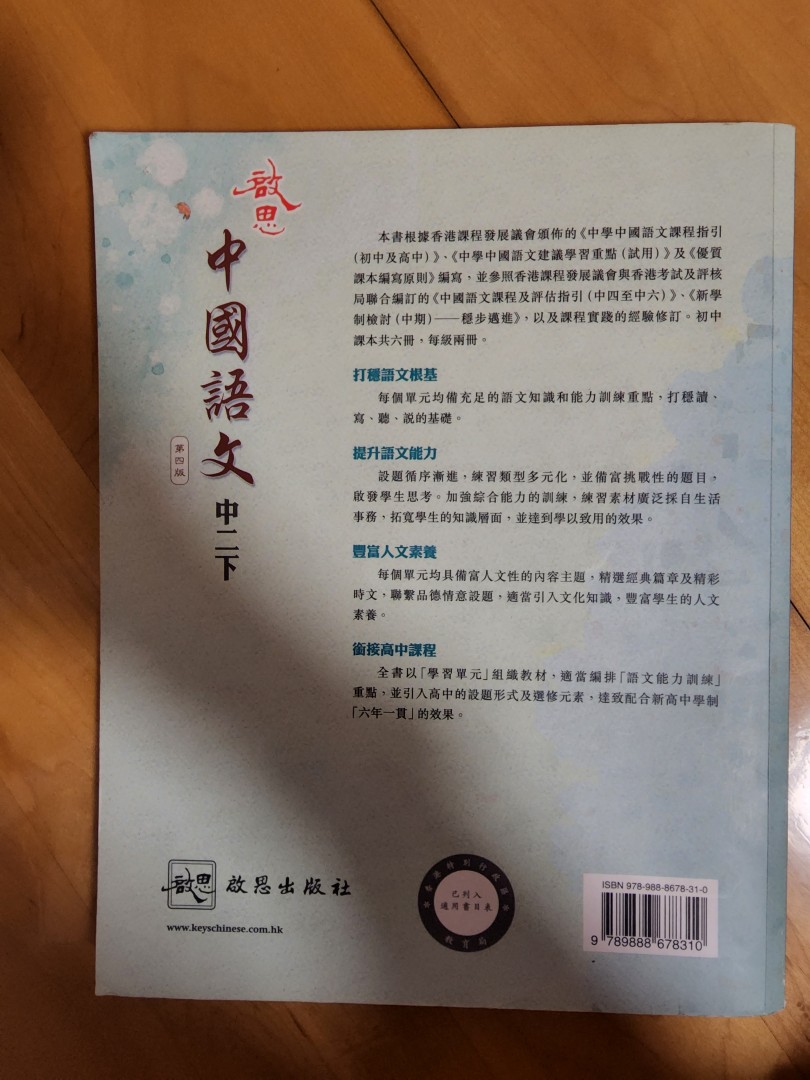 啟思
中國語文
第四版
中二下
本書根據香港課程發展議會頒佈的《中學中國語文課程指引
(初中及高中)》、《中學中國語文建議學習重點(試用)》及《優質
課本編寫原則》編寫,並參照香港課程發展議會與香港考試及評核
局聯合編訂的《中國語文課程及評估指引(中四至中六)》、《新學
制檢討(中期)——穩步邁進》,以及課程實踐的經驗修訂。初中
課本共六冊,每級兩冊。
打穩語文根基
每個單元均備充足的語文知識和能力訓練重點,打穩讀、
寫、聽、説的基礎。
提升語文能力
設題循序漸進,練習類型多元化,並備富挑戰性的題目,
啟發學生思考。加強綜合能力的訓練,練習素材廣泛採自生活
事務,拓寬學生的知識層面,並達到學以致用的效果。
豐富人文素養
每個單元均具備富人文性的內容主題,精選經典篇章及精彩
時文,聯繫品德情意設題,適當引入文化知識,豐富學生的人文
素養。
銜接高中課程
全書以「學習單元」組織教材,適當編排「語文能力訓練」
重點,並引入高中的設題形式及選修元素,達致配合新高中學制
「六年一貫」的效果。
啟思 啟思出版社
www.keyschinese.com.hk
香港特別行政區
已列入
適用書目表
教育局
ISBN 978-988-8678-31-0
9 789888 678310